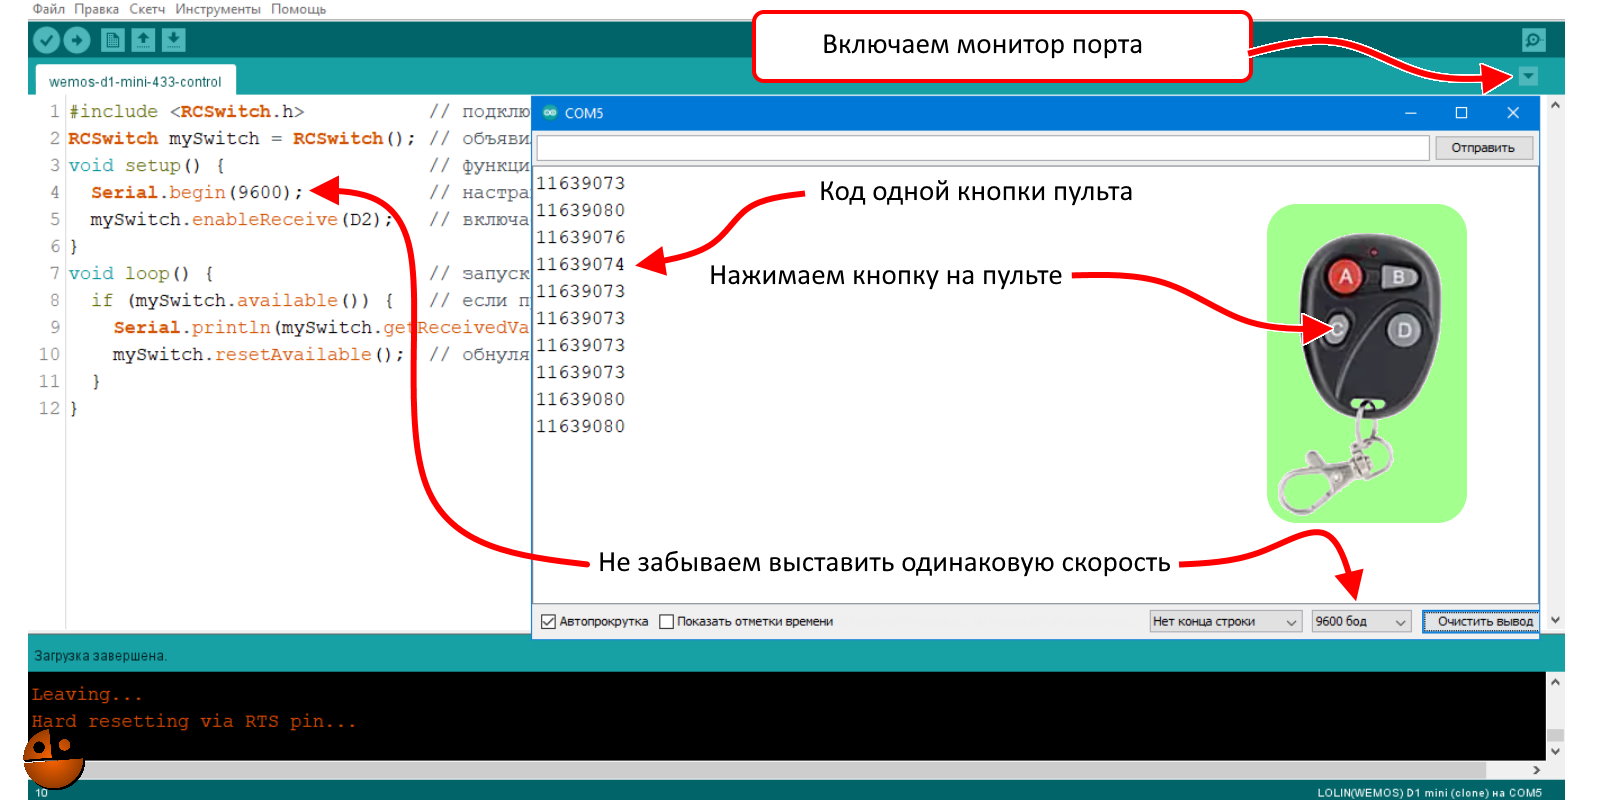 Файл Правка Скетч Инструменты Помощь
Включаем монитор порта
wemos-d1-mini-433-control
1 #include <RCSwitch.h> // подклю
2 RCSwitch mySwitch = RCSwitch(); // объяви
3 void setup() { // функци
4 Serial.begin(9600); // настра
5 mySwitch.enableReceive(D2); // включа
6 }
7 void loop() { // запуск
8 if (mySwitch.available()) { // если п
9 Serial.println(mySwitch.getReceivedVa
10 mySwitch.resetAvailable(); // обнуля
11 }
12 }
COM5
Отправить
11639073
11639080
11639076
11639074
11639073
11639073
11639073
11639073
11639080
11639080
Код одной кнопки пульта
Нажимаем кнопку на пульте
A B
C D
Не забываем выставить одинаковую скорость
Автопрокрутка Показать отметки времени Нет конца строки 9600 бод Очистить вывод
Загрузка завершена.
Leaving...
Hard resetting via RTS pin...
10 LOLIN(WEMOS) D1 mini (clone) на COM5